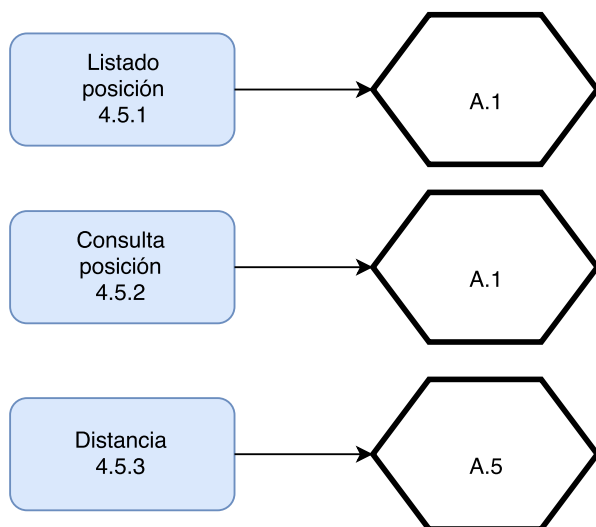 Listado
posición
4.5.1
A.1
Consulta
posición
4.5.2
A.1
Distancia
4.5.3
A.5